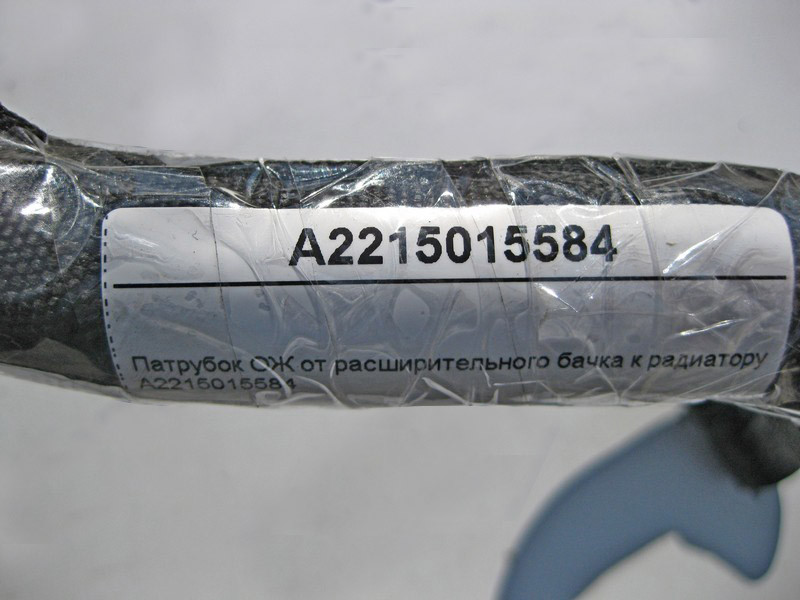 A2215015584
Патрубок ОЖ от расширительного бачка к радиатору
A2215015584